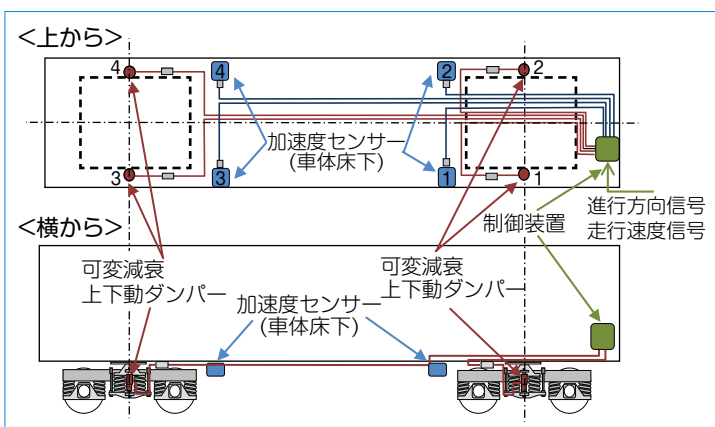 <上から>
4
4
2
2
加速度センサー
(車体床下)
3
3
1
1
進行方向信号
走行速度信号
制御装置
<横から>
可変減衰
上下動ダンパー
加速度センサー
(車体床下)
可変減衰
上下動ダンパー